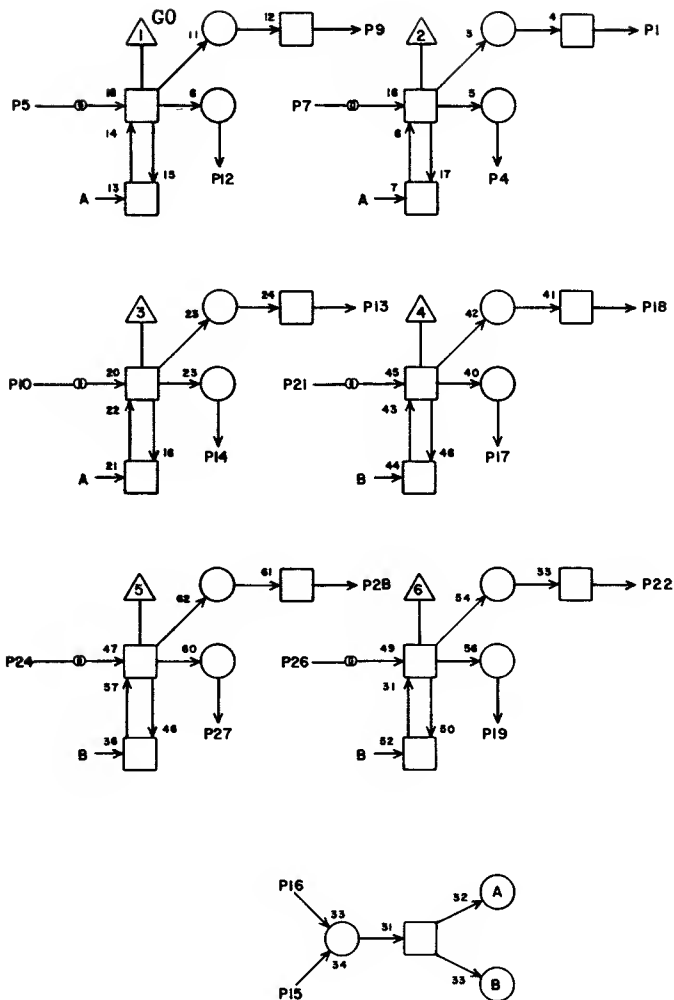 1 GO 11 12 P9
P5 18 6
14 15 P12
A 13
2 3 4 P1
P7 16 5
6 17 P4
A 7
3 23 24 P13
P10 20 23
22 16 P14
A 21
4 42 41 P18
P21 45 40
43 46 P17
B 44
5 62 61 P28
P24 47 60
57 46 P27
B 36
6 54 33 P22
P26 49 56
31 50 P19
B 52
P16 33 32 A
31
34 33 B
P15